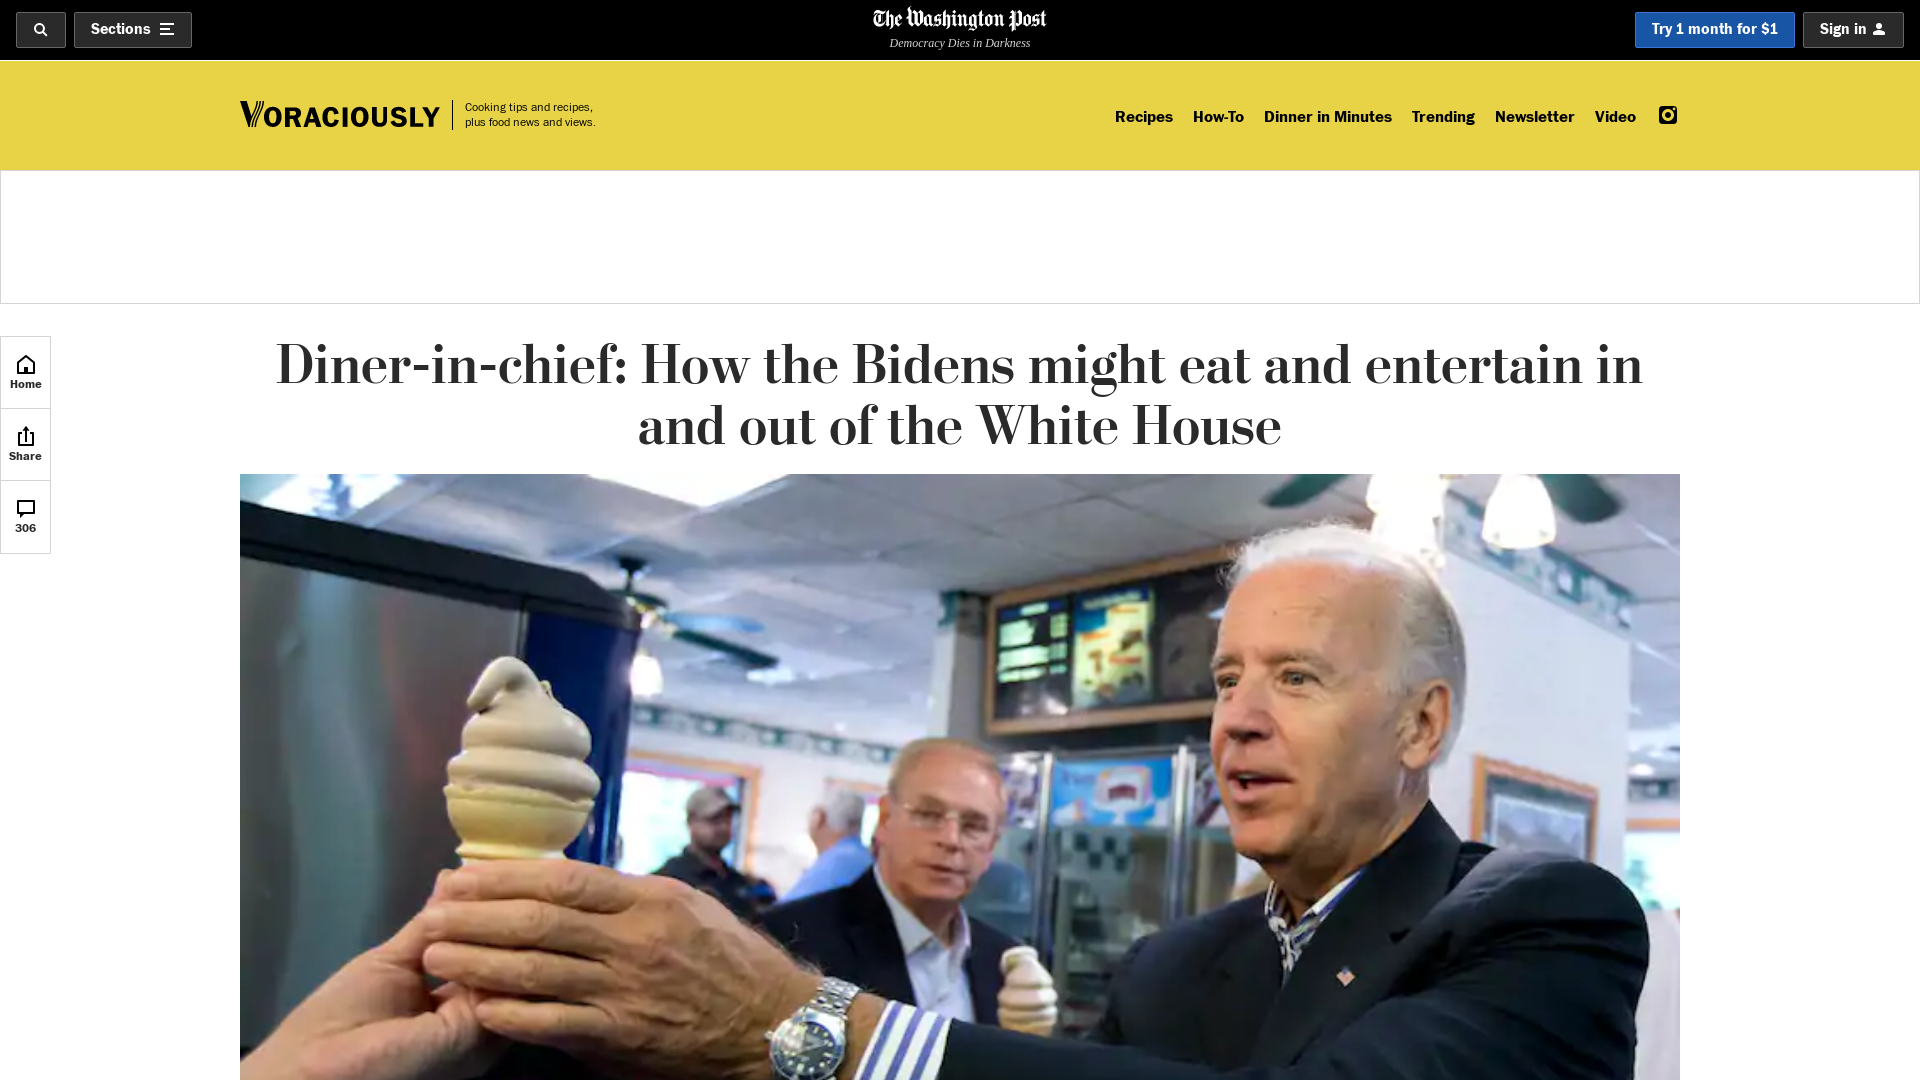 Sections
The Washington Post
Democracy Dies in Darkness
Try 1 month for $1
Sign in
VORACIOUSLY
Cooking tips and recipes,
plus food news and views.
Recipes
How-To
Dinner in Minutes
Trending
Newsletter
Video
Home
Share
306
Diner-in-chief: How the Bidens might eat and entertain in
and out of the White House